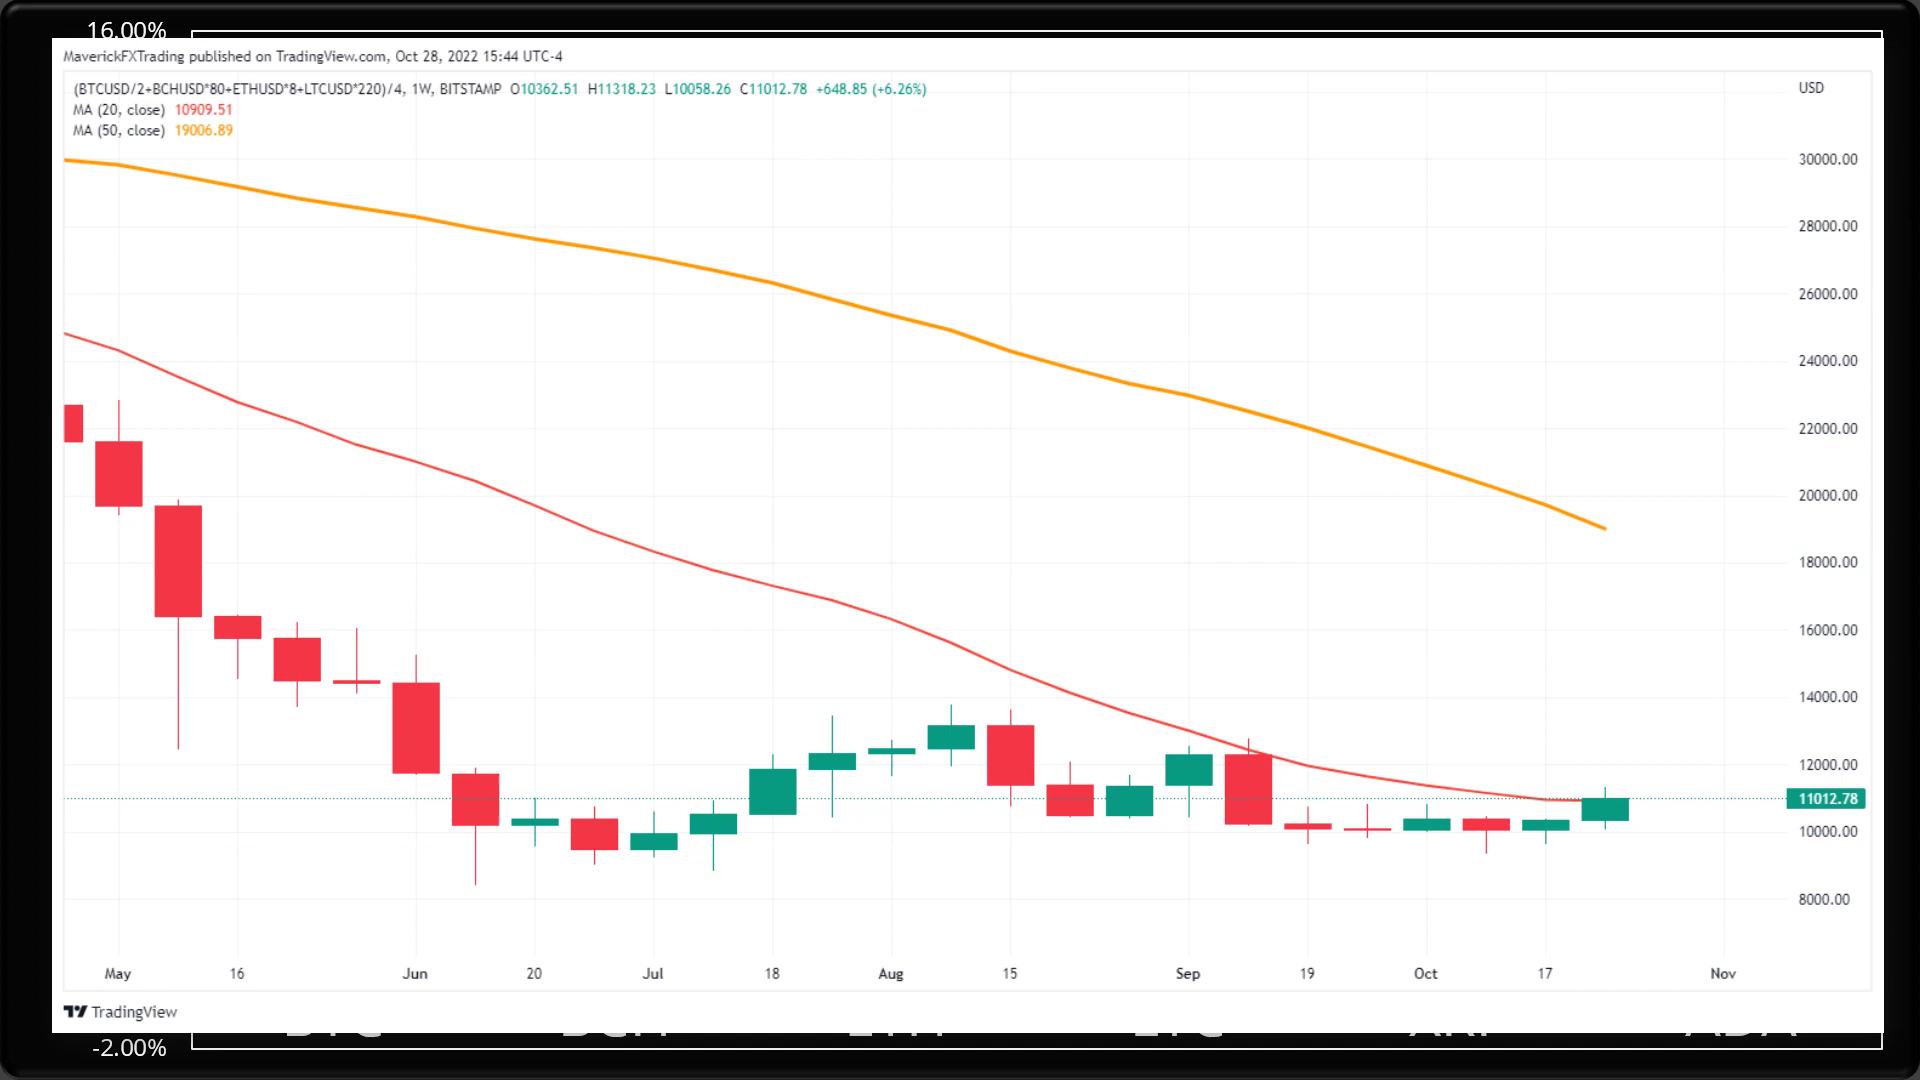 16.00%
MaverickFXTrading published on TradingView.com, Oct 28, 2022 15:44 UTC-4
(BTCUSD/2+BCHUSD*80+ETHUSD*8+LTCUSD*220)/4, 1W, BITSTAMP O10362.51 H11318.23 L10058.26 C11012.78 +648.85 (+6.26%)
USD
MA (20, close) 10909.51
MA (50, close) 19006.89
30000.00
28000.00
26000.00
24000.00
22000.00
20000.00
18000.00
16000.00
14000.00
12000.00
11012.78
10000.00
8000.00
May 16 Jun 20 Jul 18 Aug 15 Sep 19 Oct 17 Nov
TradingView
-2.00%